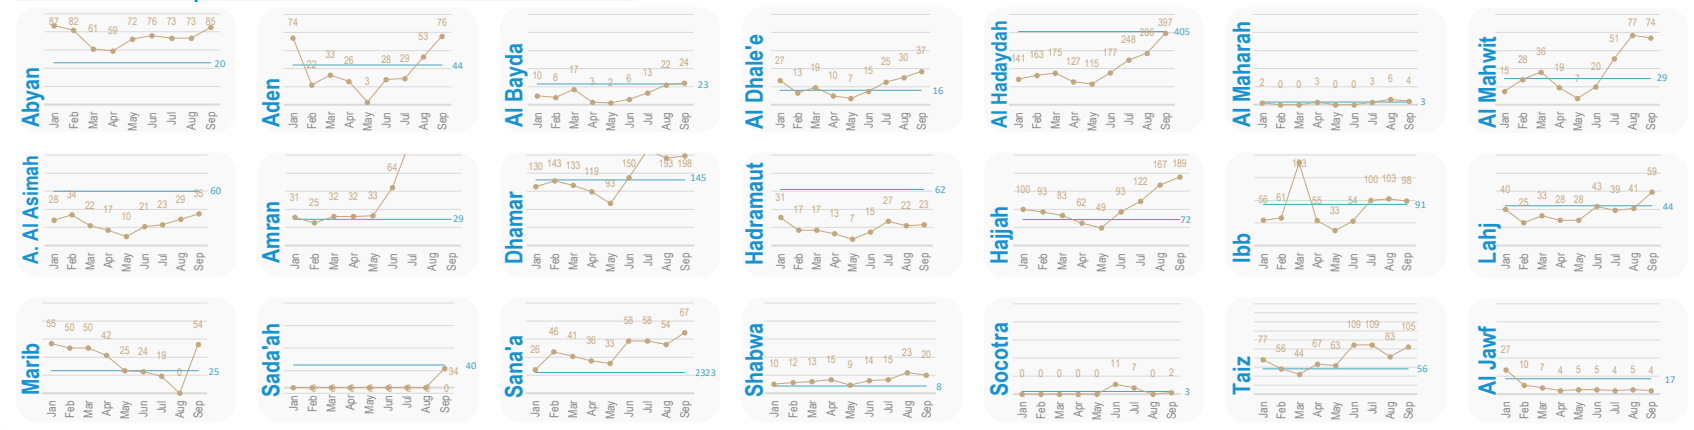 Abyan
87 82 61 59 72 76 73 73 85
20
Jan Feb Mar Apr May Jun Jul Aug Sep
Aden
74 22 33 26 3 28 29 53 76
44
Jan Feb Mar Apr May Jun Jul Aug Sep
Al Bayda
10 8 17 3 2 6 13 22 24
23
Jan Feb Mar Apr May Jun Jul Aug Sep
Al Dhale'e
27 13 19 10 7 15 25 30 37
16
Jan Feb Mar Apr May Jun Jul Aug Sep
Al Hadaydah
141 163 175 127 115 177 248 286 397
405
Jan Feb Mar Apr May Jun Jul Aug Sep
Al Maharah
2 0 0 3 0 0 3 6 4
3
Jan Feb Mar Apr May Jun Jul Aug Sep
Al Mahwit
15 28 36 19 7 20 51 77 74
29
Jan Feb Mar Apr May Jun Jul Aug Sep
A. Al Asimah
28 34 22 17 10 21 23 29 35
60
Jan Feb Mar Apr May Jun Jul Aug Sep
Amran
31 25 32 32 33 64
29
Jan Feb Mar Apr May Jun Jul Aug Sep
Dhamar
130 143 133 119 93 150 193 198
145
Jan Feb Mar Apr May Jun Jul Aug Sep
Hadramaut
31 17 17 13 7 15 27 22 23
62
Jan Feb Mar Apr May Jun Jul Aug Sep
Hajjah
100 93 83 62 49 93 122 167 189
72
Jan Feb Mar Apr May Jun Jul Aug Sep
Ibb
56 61 55 33 54 100 103 98
91
Jan Feb Mar Apr May Jun Jul Aug Sep
Lahj
40 25 33 28 28 43 39 41 59
44
Jan Feb Mar Apr May Jun Jul Aug Sep
Marib
55 50 50 42 25 24 19 0 54
25
Jan Feb Mar Apr May Jun Jul Aug Sep
Sada'ah
0 34
40
Jan Feb Mar Apr May Jun Jul Aug Sep
Sana'a
26 46 41 36 33 58 58 54 67
2323
Jan Feb Mar Apr May Jun Jul Aug Sep
Shabwa
10 12 13 15 9 14 15 23 20
8
Jan Feb Mar Apr May Jun Jul Aug Sep
Socotra
0 0 0 0 0 11 7 0 2
3
Jan Feb Mar Apr May Jun Jul Aug Sep
Taiz
77 56 44 67 63 109 109 83 105
56
Jan Feb Mar Apr May Jun Jul Aug Sep
Al Jawf
27 10 7 4 5 5 4 5 4
17
Jan Feb Mar Apr May Jun Jul Aug Sep